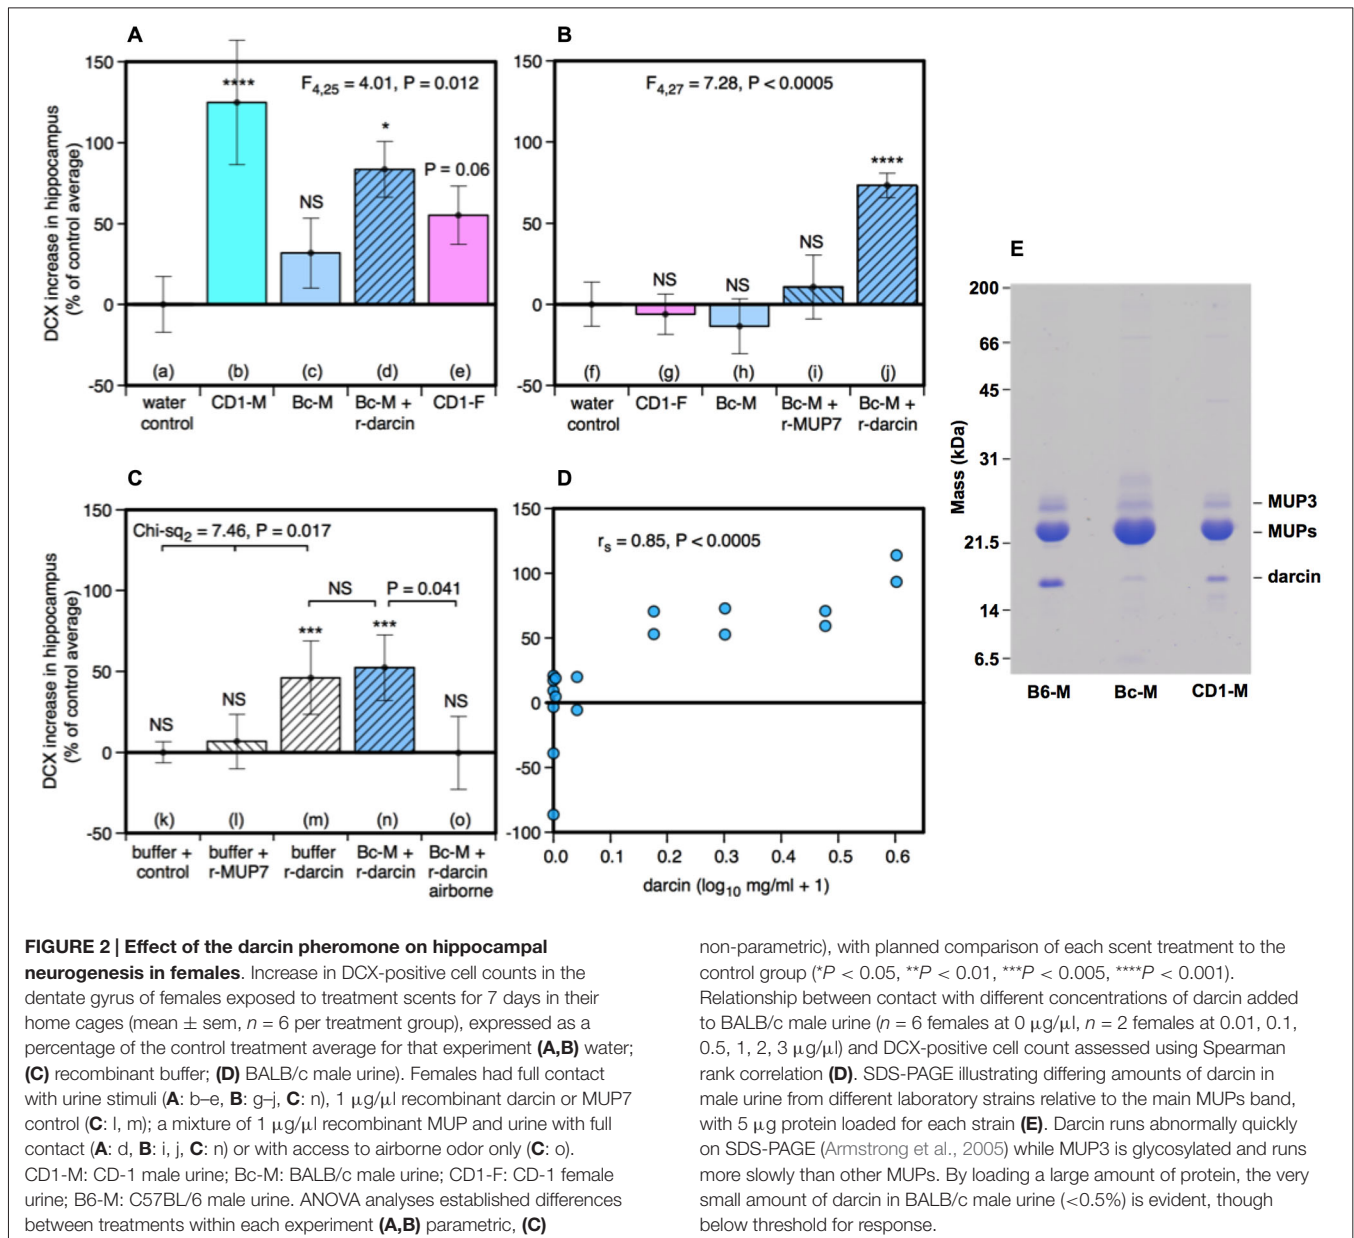 A
150
100
50
0
-50
DCX increase in hippocampus
(% of control average)
F4,25 = 4.01, P = 0.012
****
NS
*
P = 0.06
(a) (b) (c) (d) (e)
water control
CD1-M
Bc-M
Bc-M + r-darcin
CD1-F
B
150
100
50
0
-50
F4,27 = 7.28, P < 0.0005
NS
NS
NS
****
(f) (g) (h) (i) (j)
water control
CD1-F
Bc-M
Bc-M + r-MUP7
Bc-M + r-darcin
C
150
100
50
0
-50
DCX increase in hippocampus
(% of control average)
Chi-sq2 = 7.46, P = 0.017
NS
P = 0.041
NS
NS
***
***
NS
(k) (l) (m) (n) (o)
buffer + control
buffer + r-MUP7
buffer r-darcin
Bc-M + r-darcin
Bc-M + r-darcin airborne
D
150
100
50
0
-50
-100
rs = 0.85, P < 0.0005
0.0 0.1 0.2 0.3 0.4 0.5 0.6
darcin (log10 mg/ml + 1)
E
Mass (kDa)
200
66
45
31
21.5
14
6.5
MUP3
MUPs
darcin
B6-M Bc-M CD1-M
FIGURE 2 | Effect of the darcin pheromone on hippocampal
neurogenesis in females. Increase in DCX-positive cell counts in the
dentate gyrus of females exposed to treatment scents for 7 days in their
home cages (mean ± sem, n = 6 per treatment group), expressed as a
percentage of the control treatment average for that experiment (A,B) water;
(C) recombinant buffer; (D) BALB/c male urine). Females had full contact
with urine stimuli (A: b–e, B: g–j, C: n), 1 μg/μl recombinant darcin or MUP7
control (C: l, m); a mixture of 1 μg/μl recombinant MUP and urine with full
contact (A: d, B: i, j, C: n) or with access to airborne odor only (C: o).
CD1-M: CD-1 male urine; Bc-M: BALB/c male urine; CD1-F: CD-1 female
urine; B6-M: C57BL/6 male urine. ANOVA analyses established differences
between treatments within each experiment (A,B) parametric, (C)
non-parametric), with planned comparison of each scent treatment to the
control group (*P < 0.05, **P < 0.01, ***P < 0.005, ****P < 0.001).
Relationship between contact with different concentrations of darcin added
to BALB/c male urine (n = 6 females at 0 μg/μl, n = 2 females at 0.01, 0.1,
0.5, 1, 2, 3 μg/μl) and DCX-positive cell count assessed using Spearman
rank correlation (D). SDS-PAGE illustrating differing amounts of darcin in
male urine from different laboratory strains relative to the main MUPs band,
with 5 μg protein loaded for each strain (E). Darcin runs abnormally quickly
on SDS-PAGE (Armstrong et al., 2005) while MUP3 is glycosylated and runs
more slowly than other MUPs. By loading a large amount of protein, the very
small amount of darcin in BALB/c male urine (<0.5%) is evident, though
below threshold for response.